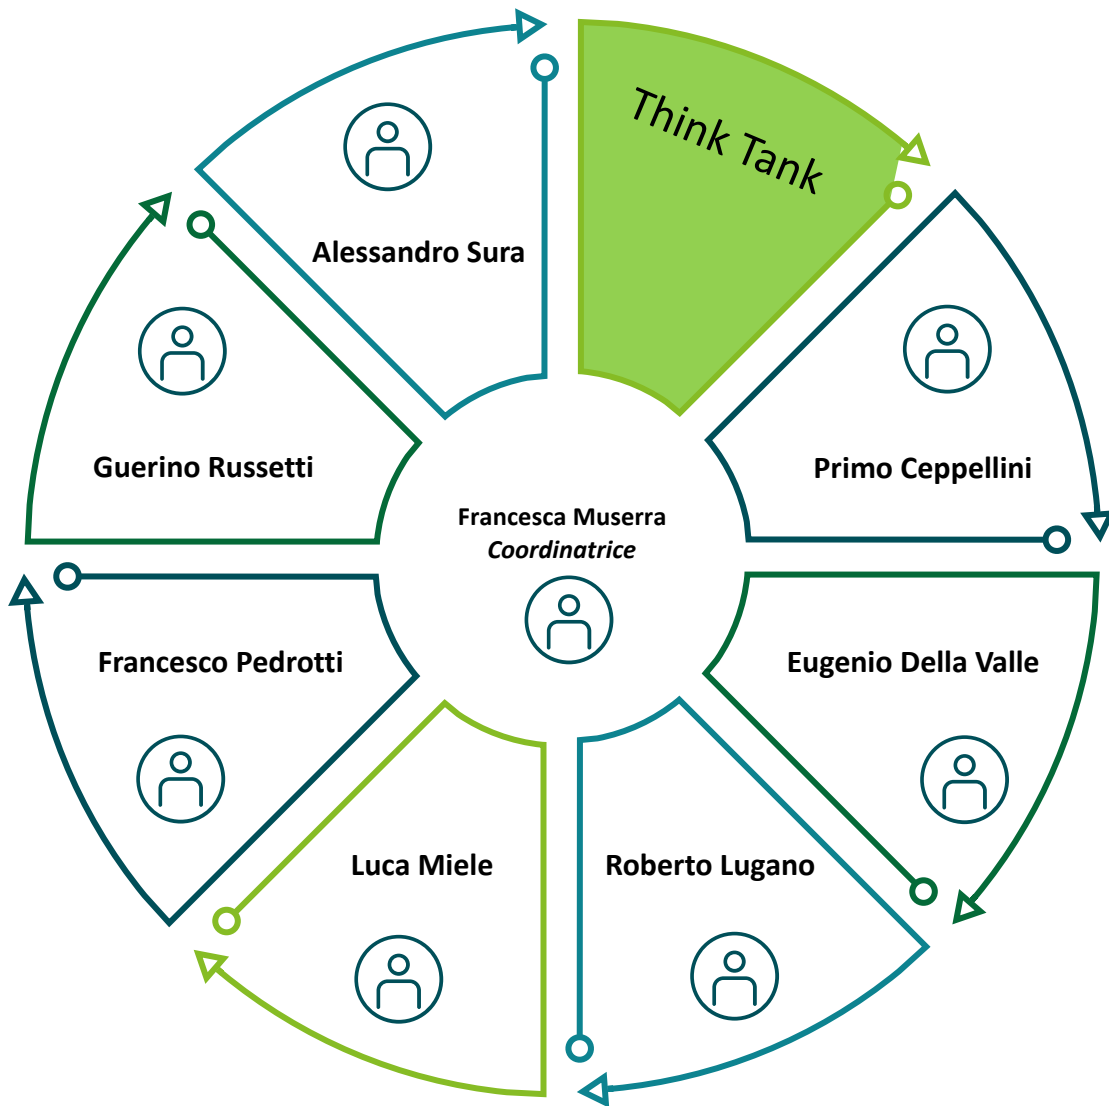 Think Tank
Alessandro Sura
Primo Ceppellini
Guerino Russetti
Francesca Muserra
Coordinatrice
Francesco Pedrotti
Eugenio Della Valle
Luca Miele
Roberto Lugano